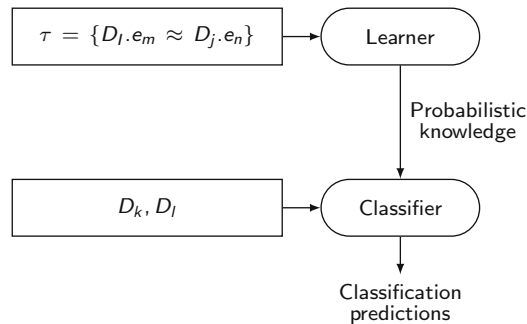 τ = {D_I.e_m ≈ D_j.e_n}
Learner
Probabilistic
knowledge
D_k, D_l
Classifier
Classification
predictions